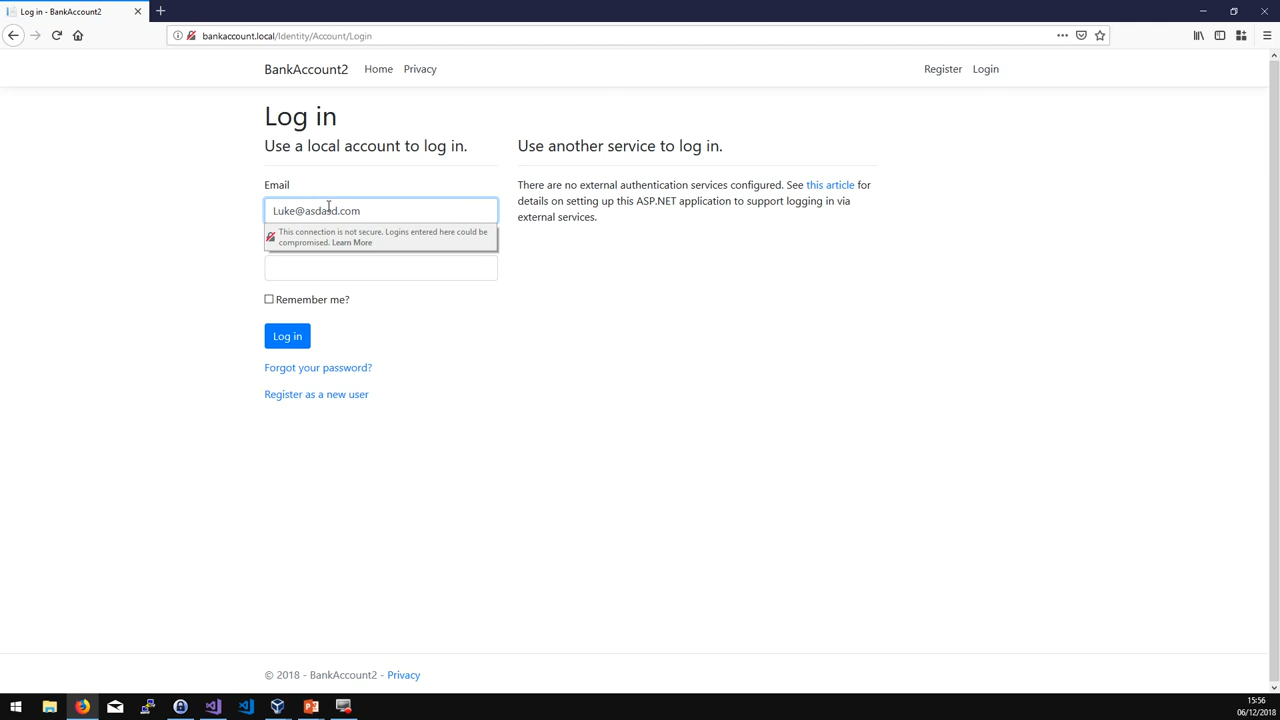 Log in - BankAccount2
bankaccount.local/Identity/Account/Login
BankAccount2
Home
Privacy
Register
Login
Log in
Use a local account to log in.
Use another service to log in.
Email
Luke@asdasd.com
This connection is not secure. Logins entered here could be
compromised. Learn More
There are no external authentication services configured. See this article for
details on setting up this ASP.NET application to support logging in via
external services.
Remember me?
Log in
Forgot your password?
Register as a new user
© 2018 - BankAccount2 - Privacy
15:56
06/12/2018